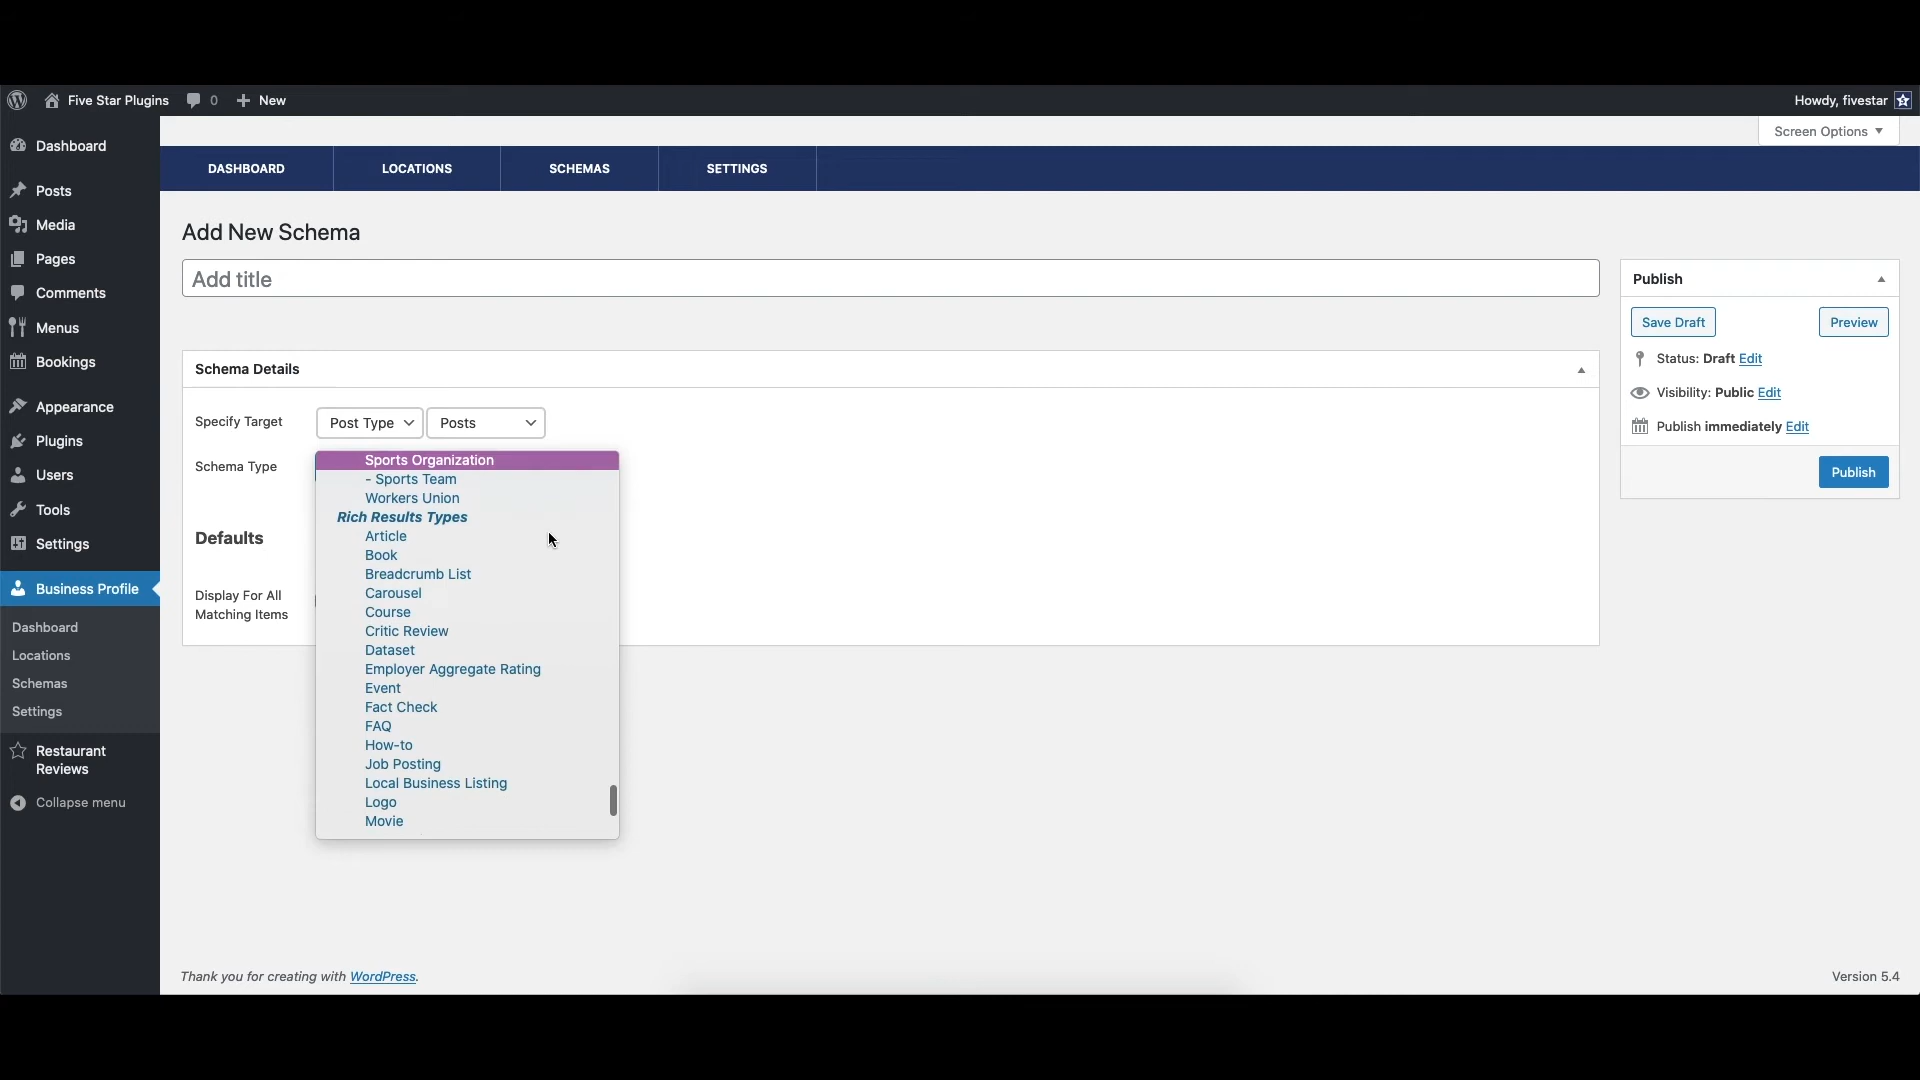 Five Star Plugins 0 New Howdy, fivestar
Screen Options
DASHBOARD LOCATIONS SCHEMAS SETTINGS
Dashboard
Posts
Media
Pages
Comments
Menus
Bookings
Appearance
Plugins
Users
Tools
Settings
Business Profile
Dashboard
Locations
Schemas
Settings
Restaurant
Reviews
Collapse menu
Add New Schema
Add title
Schema Details
Specify Target Post Type Posts
Schema Type
Sports Organization
- Sports Team
Workers Union
Rich Results Types
Article
Book
Breadcrumb List
Carousel
Course
Critic Review
Dataset
Employer Aggregate Rating
Event
Fact Check
FAQ
How-to
Job Posting
Local Business Listing
Logo
Movie
Defaults
Display For All
Matching Items
Publish
Save Draft Preview
Status: Draft Edit
Visibility: Public Edit
Publish immediately Edit
Publish
Thank you for creating with WordPress.
Version 5.4